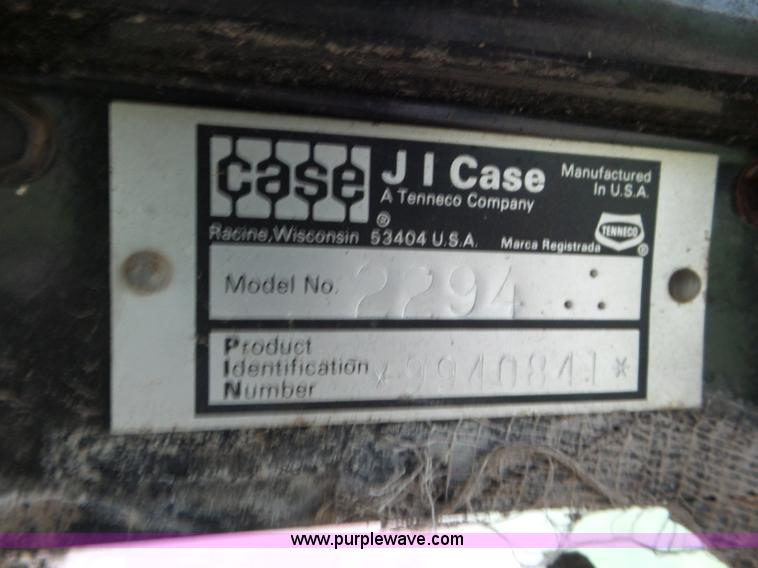 case
J I Case
A Tenneco Company
Manufactured
In U.S.A.
®
Racine, Wisconsin 53404 U.S.A.
Marca Registrada
TENNECO
®
Model No. 2294
Product
Identification
Number
*9940841*
www.purplewave.com